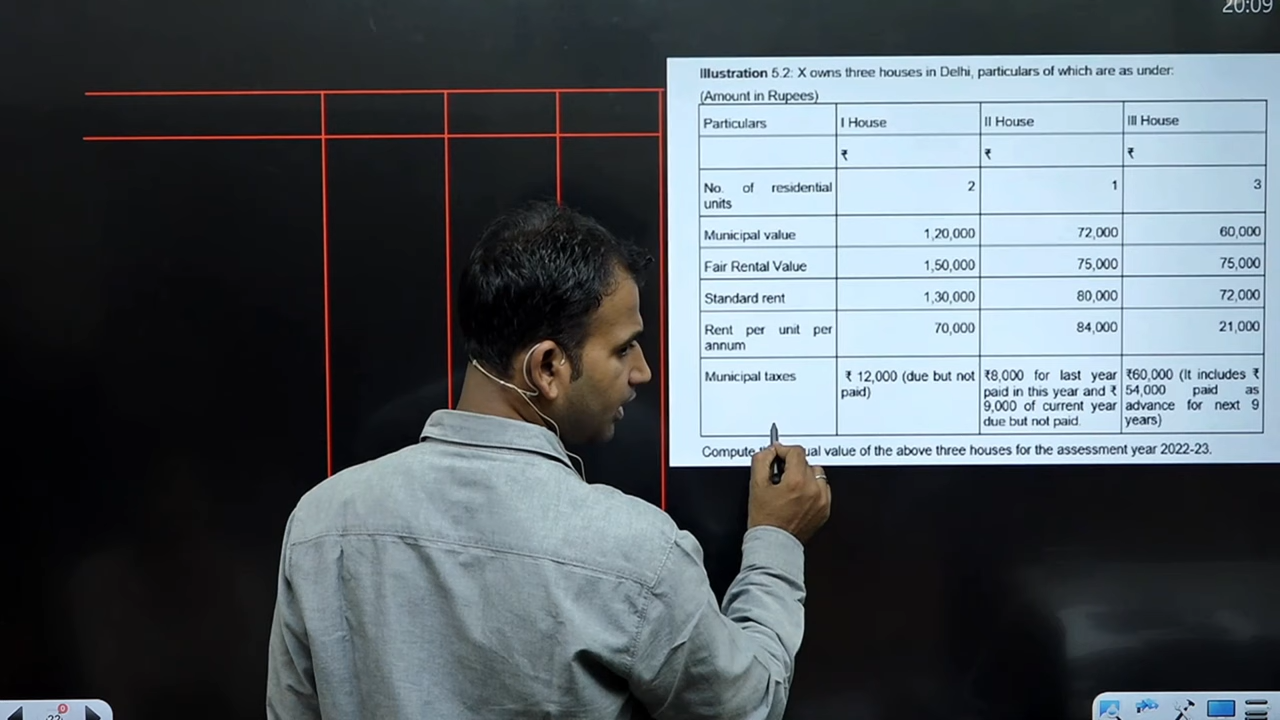 20:09
Illustration 5.2: X owns three houses in Delhi, particulars of which are as under:
(Amount in Rupees)
Particulars I House II House III House
₹ ₹ ₹
No. of residential units 2 1 3
Municipal value 1,20,000 72,000 60,000
Fair Rental Value 1,50,000 75,000 75,000
Standard rent 1,30,000 80,000 72,000
Rent per unit per annum 70,000 84,000 21,000
Municipal taxes
₹ 12,000 (due but not
paid)
₹8,000 for last year
paid in this year and ₹
9,000 of current year
due but not paid.
₹60,000 (It includes ₹
54,000 paid as
advance for next 9
years)
Compute value of the above three houses for the assessment year 2022-23.
0